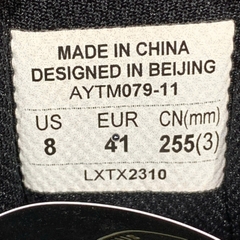 MADE IN CHINA
DESIGNED IN BEIJING
AYTM079-11
US EUR CN(mm)
8 41 255(3)
LXTX2310